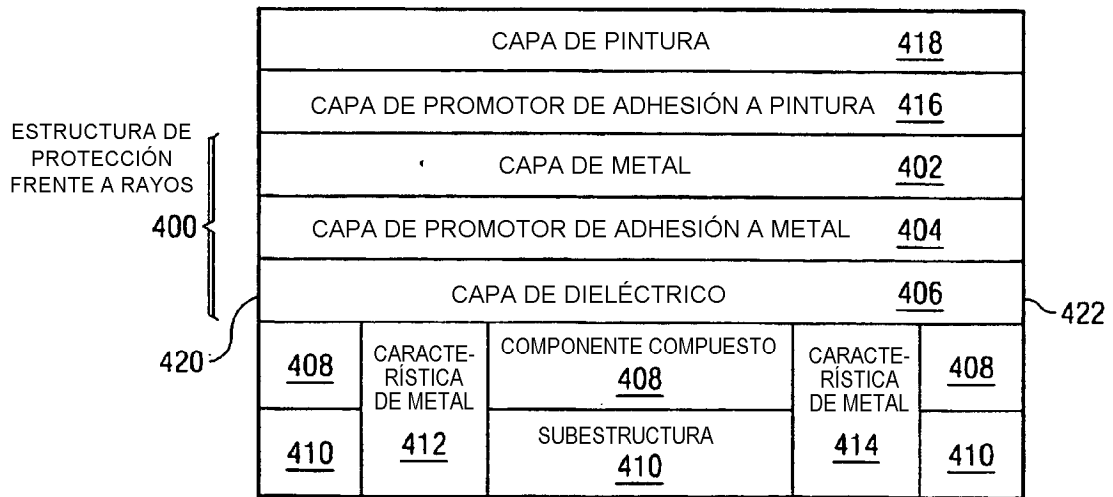 CAPA DE PINTURA 418
CAPA DE PROMOTOR DE ADHESIÓN A PINTURA 416
ESTRUCTURA DE
PROTECCIÓN
FRENTE A RAYOS
400
CAPA DE METAL 402
CAPA DE PROMOTOR DE ADHESIÓN A METAL 404
CAPA DE DIELÉCTRICO 406
420
422
408
CARACTE-
RÍSTICA
DE METAL
412
COMPONENTE COMPUESTO
408
CARACTE-
RÍSTICA
DE METAL
414
408
410
SUBESTRUCTURA
410
410